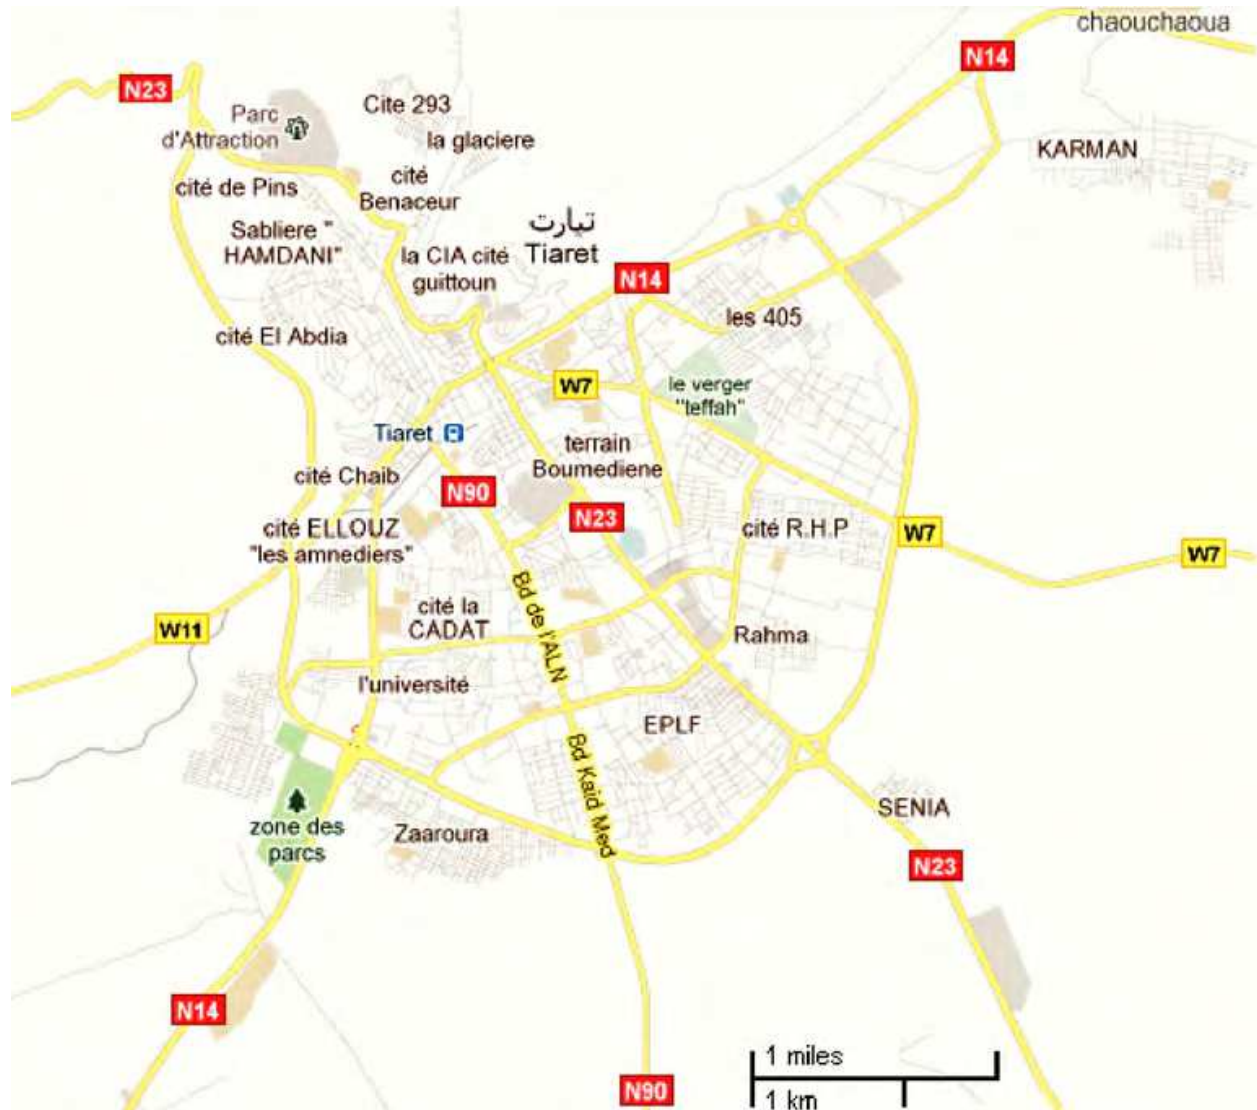 chaouchaoua
N14
N23
Cite 293
Parc
d'Attraction
la glaciere
KARMAN
cité de Pins
cité
Benaceur
Sabliere "
HAMDANI"
تيارت
Tiaret
la CIA cité
guittoun
N14
les 405
cité El Abdia
W7
le verger
"teffah"
Tiaret
terrain
Boumediene
cité Chaib
N90
N23
cité ELLOUZ
"les amnediers"
cité R.H.P
W7
W7
Bd de l'ALN
cité la
CADAT
W11
Rahma
l'université
EPLF
Bd Kaid Med
SENIA
zone des
parcs
Zaaroura
N23
N14
1 miles
N90
1 km